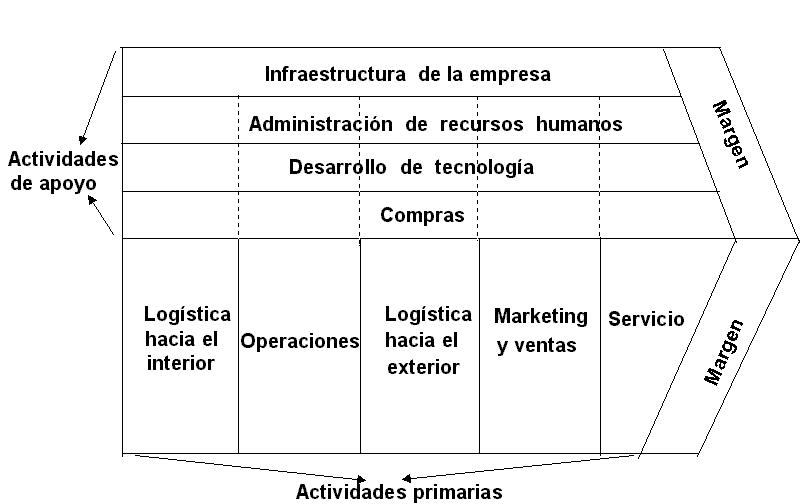 Infraestructura de la empresa
Administración de recursos humanos
Desarrollo de tecnología
Compras
Actividades
de apoyo
Margen
Logística
hacia el
interior
Operaciones
Logística
hacia el
exterior
Marketing
y ventas
Servicio
Margen
Actividades primarias